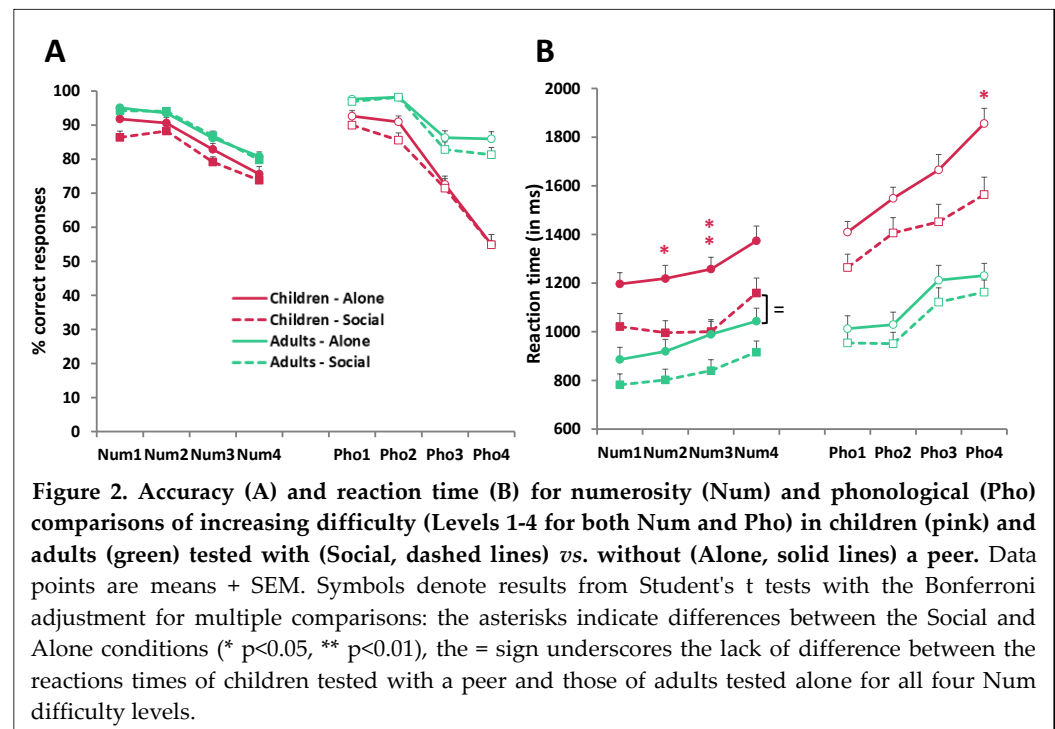 A
B
% correct responses
100
90
80
70
60
50
40
30
20
10
0
Children - Alone
Children - Social
Adults - Alone
Adults - Social
Num1 Num2 Num3 Num4 Pho1 Pho2 Pho3 Pho4
Reaction time (in ms)
2000
1800
1600
1400
1200
1000
800
600
*
*
*
*
=
Num1 Num2 Num3 Num4 Pho1 Pho2 Pho3 Pho4
Figure 2. Accuracy (A) and reaction time (B) for numerosity (Num) and phonological (Pho)
comparisons of increasing difficulty (Levels 1-4 for both Num and Pho) in children (pink) and
adults (green) tested with (Social, dashed lines) vs. without (Alone, solid lines) a peer. Data
points are means + SEM. Symbols denote results from Student's t tests with the Bonferroni
adjustment for multiple comparisons: the asterisks indicate differences between the Social and
Alone conditions (* p<0.05, ** p<0.01), the = sign underscores the lack of difference between the
reactions times of children tested with a peer and those of adults tested alone for all four Num
difficulty levels.